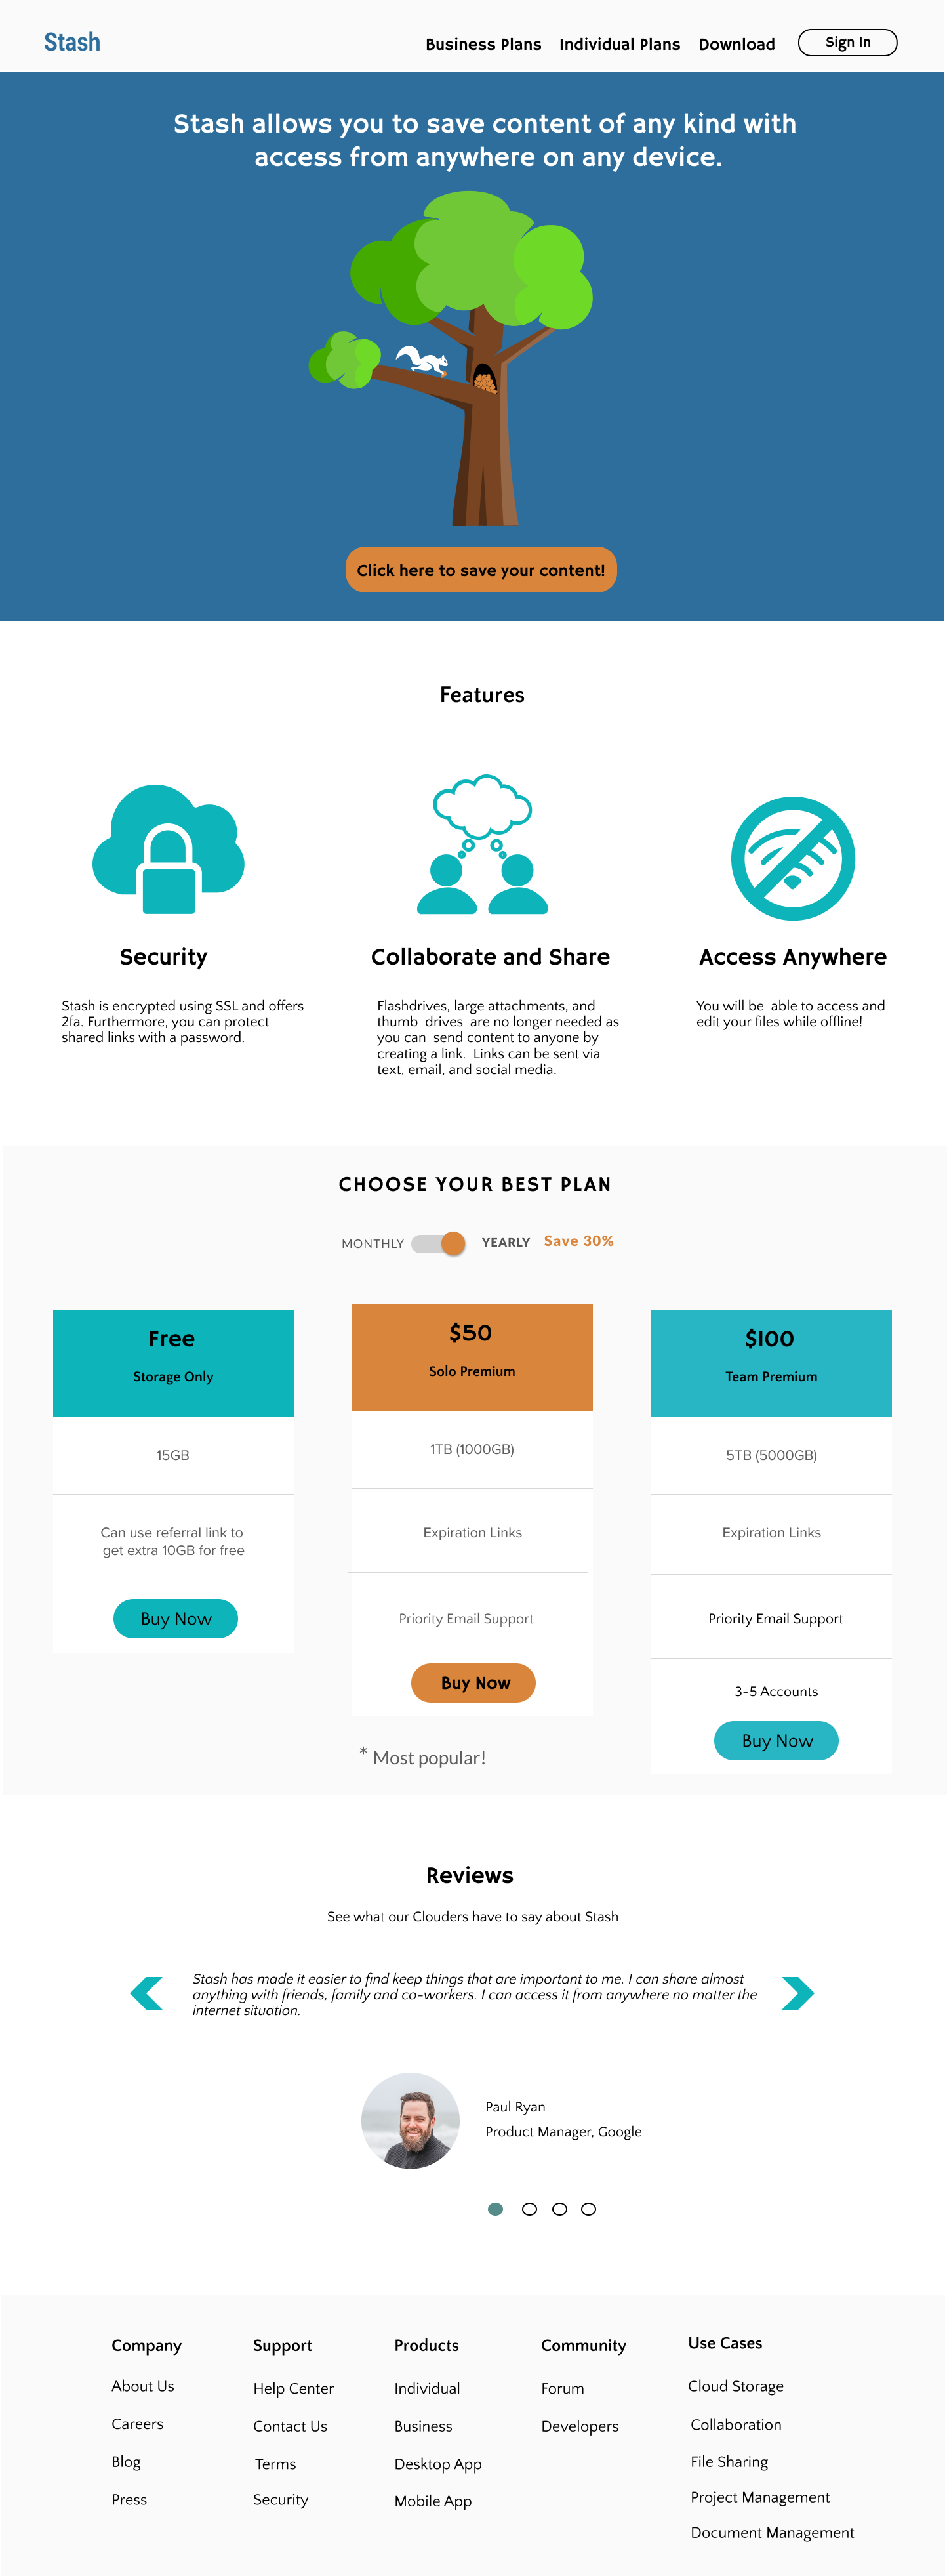 Stash
Business Plans
Individual Plans
Download
Sign In
Stash allows you to save content of any kind with
access from anywhere on any device.
Click here to save your content!
Features
Security
Stash is encrypted using SSL and offers
2fa. Furthermore, you can protect
shared links with a password.
Collaborate and Share
Flashdrives, large attachments, and
thumb drives are no longer needed as
you can send content to anyone by
creating a link. Links can be sent via
text, email, and social media.
Access Anywhere
You will be able to access and
edit your files while offline!
CHOOSE YOUR BEST PLAN
MONTHLY
YEARLY
Save 30%
Free
Storage Only
15GB
Can use referral link to
get extra 10GB for free
Buy Now
$50
Solo Premium
1TB (1000GB)
Expiration Links
Priority Email Support
Buy Now
* Most popular!
$100
Team Premium
5TB (5000GB)
Expiration Links
Priority Email Support
3-5 Accounts
Buy Now
Reviews
See what our Clouders have to say about Stash
Stash has made it easier to find keep things that are important to me. I can share almost
anything with friends, family and co-workers. I can access it from anywhere no matter the
internet situation.
Paul Ryan
Product Manager, Google
Company
About Us
Careers
Blog
Press
Support
Help Center
Contact Us
Terms
Security
Products
Individual
Business
Desktop App
Mobile App
Community
Forum
Developers
Use Cases
Cloud Storage
Collaboration
File Sharing
Project Management
Document Management